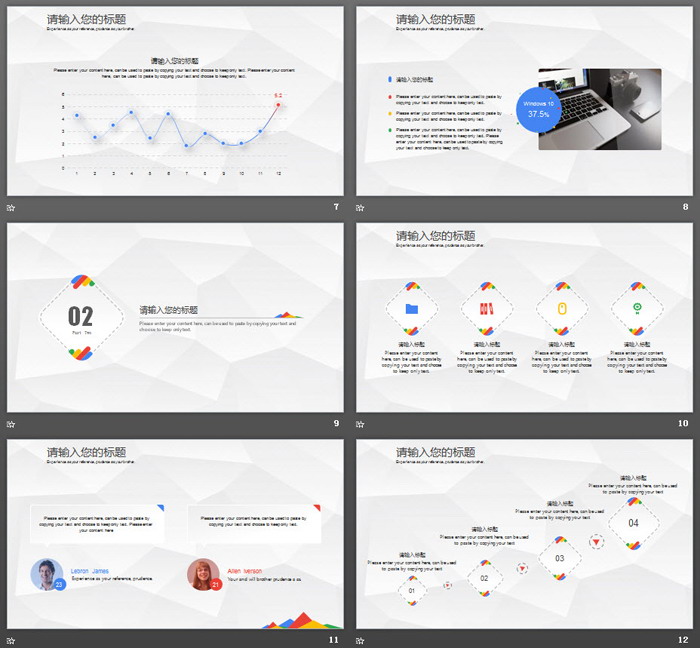 请输入您的标题
Experience as your reference, prudence as your brother.
请输入您的标题
Please enter your content here, can be used to paste by copying your text and choose to keep only text. Please enter your content
here, can be used to paste by copying your text and choose to keep only text.
6
5
4
3
2
1
0
5.2
1 2 3 4 5 6 7 8 9 10 11 12
7
请输入您的标题
Experience as your reference, prudence as your brother.
请输入您的标题
Please enter your content here, can be used to paste by
copying your text and choose to keep only text.
Please enter your content here, can be used to paste by
copying your text and choose to keep only text.
Please enter your content here, can be used to paste by
copying your text and choose to keep only text. Please
enter your content here, can be used to paste by copying
your text and choose to keep only text.
Windows 10
37.5%
8
02
Part Two
请输入您的标题
Please enter your content here, can be used to paste by copying your text and
choose to keep only text.
9
请输入您的标题
Experience as your reference, prudence as your brother.
请输入标题
Please enter your content
here, can be used to paste by
copying your text and choose
to keep only text.
请输入标题
Please enter your content
here, can be used to paste by
copying your text and choose
to keep only text.
请输入标题
Please enter your content
here, can be used to paste by
copying your text and choose
to keep only text.
请输入标题
Please enter your content
here, can be used to paste by
copying your text and choose
to keep only text.
10
请输入您的标题
Experience as your reference, prudence as your brother.
Please enter your content here, can be used to paste by
copying your text and choose to keep only text. Please
enter your content here
Please enter your content here, can be used to paste by
copying your text and choose to keep only text.
23
Lebron James
Experience as your reference, prudence.
21
Allen Iverson
Your and will brother prudence a as.
11
请输入您的标题
Experience as your reference, prudence as your brother.
请输入标题
Please enter your content here, can be used
to paste by copying your text
01
请输入标题
Please enter your content here, can be used
to paste by copying your text
02
请输入标题
Please enter your content here, can be used
to paste by copying your text
03
请输入标题
Please enter your content here, can be used
to paste by copying your text
04
12